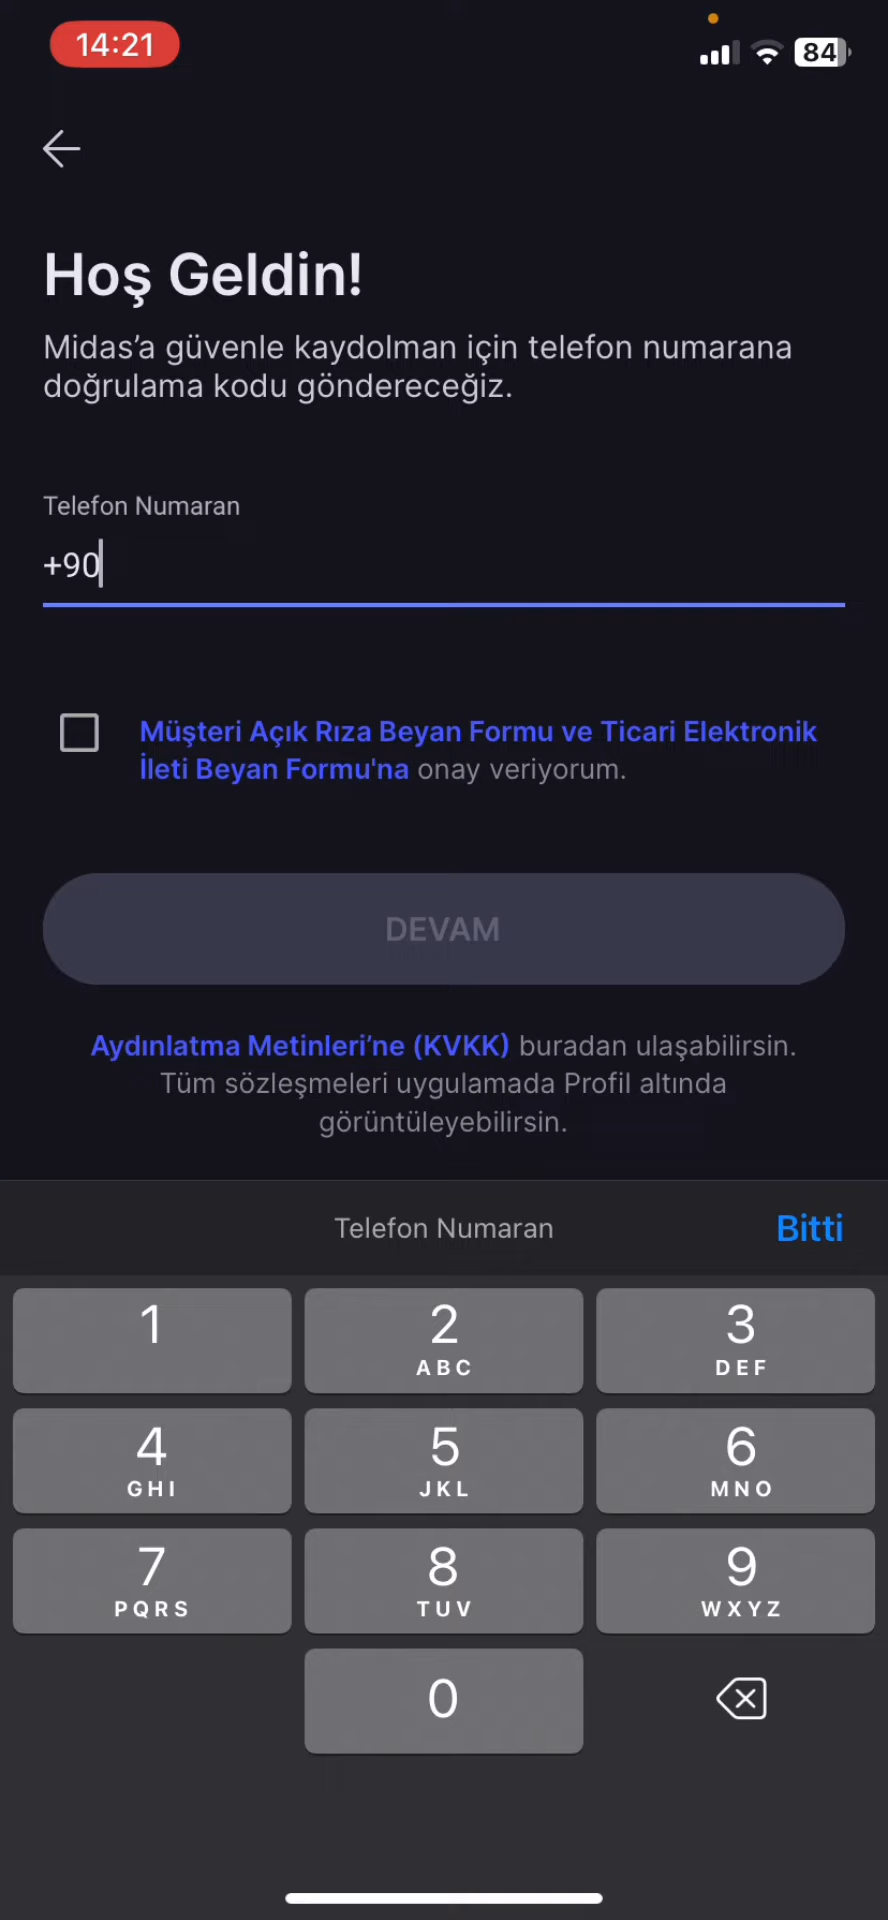 14:21
84
Hoş Geldin!
Midas’a güvenle kaydolman için telefon numarana
doğrulama kodu göndereceğiz.
Telefon Numaran
+90
Müşteri Açık Rıza Beyan Formu ve Ticari Elektronik
İleti Beyan Formu'na onay veriyorum.
DEVAM
Aydınlatma Metinleri’ne (KVKK) buradan ulaşabilirsin.
Tüm sözleşmeleri uygulamada Profil altında
görüntüleyebilirsin.
Telefon Numaran Bitti
1 2 3
ABC DEF
4 5 6
GHI JKL MNO
7 8 9
PQRS TUV WXYZ
0